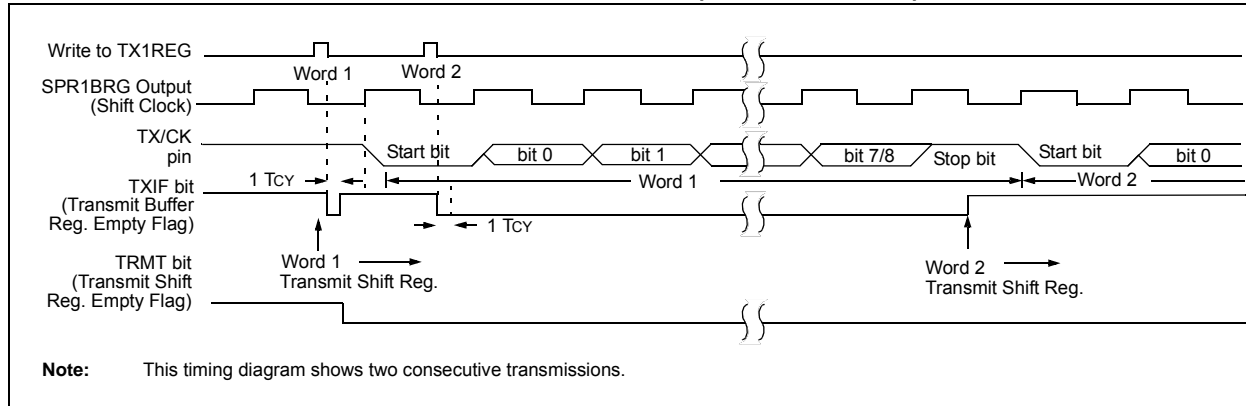 Write to TX1REG
Word 1
Word 2
SPR1BRG Output
(Shift Clock)
TX/CK
pin
Start bit
bit 0
bit 1
bit 7/8
Stop bit
Start bit
bit 0
1 TCY
Word 1
Word 2
TXIF bit
(Transmit Buffer
Reg. Empty Flag)
1 TCY
Word 1
Transmit Shift Reg.
Word 2
Transmit Shift Reg.
TRMT bit
(Transmit Shift
Reg. Empty Flag)
Note: This timing diagram shows two consecutive transmissions.